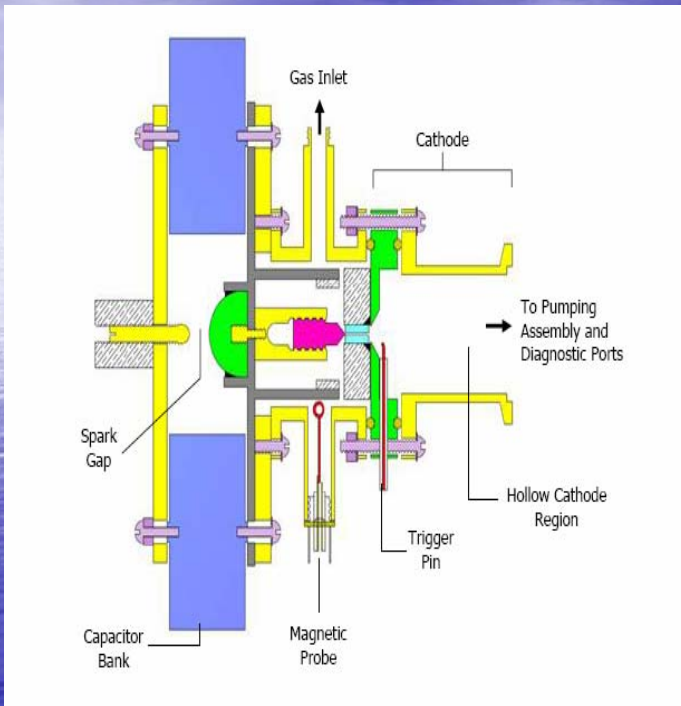 Gas Inlet
Cathode
To Pumping
Assembly and
Diagnostic Ports
Spark
Gap
Hollow Cathode
Region
Trigger
Pin
Capacitor
Bank
Magnetic
Probe